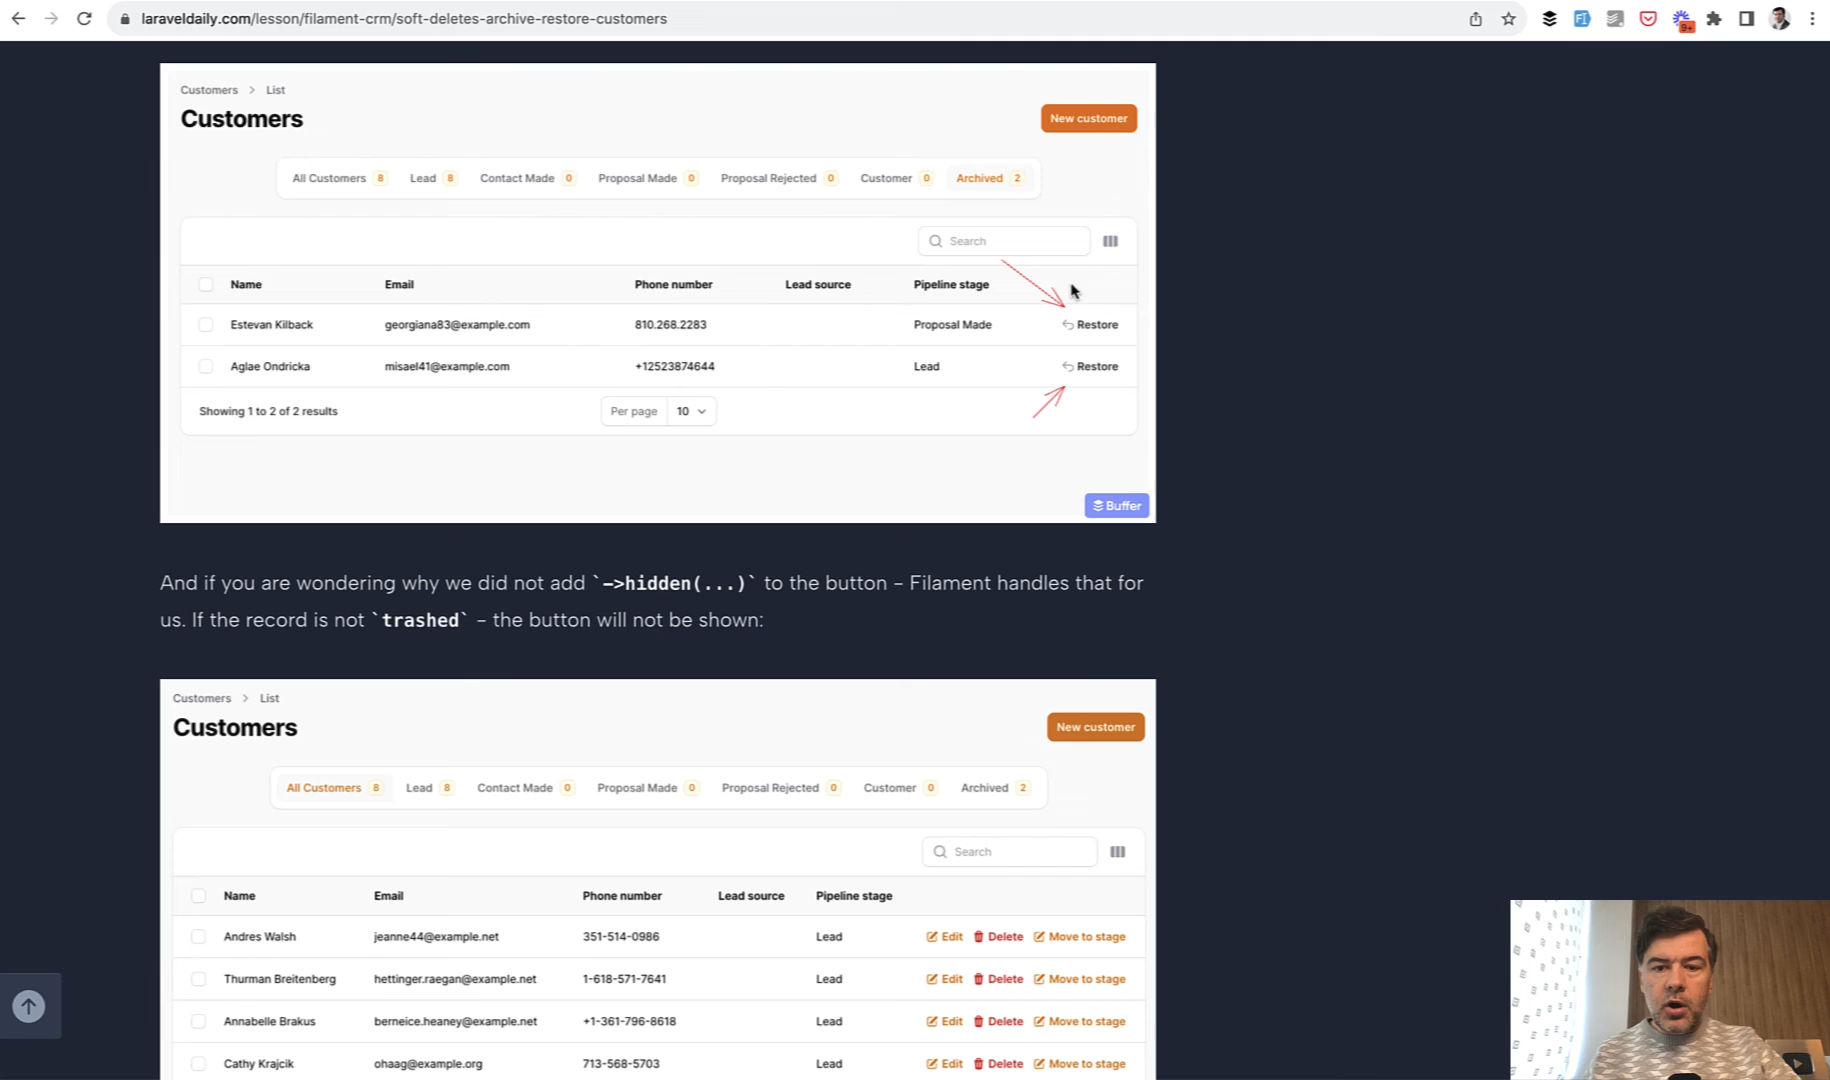 laraveldaily.com/lesson/filament-crm/soft-deletes-archive-restore-customers
9+
Customers > List
Customers
New customer
All Customers 8 Lead 8 Contact Made 0 Proposal Made 0 Proposal Rejected 0 Customer 0 Archived 2
Search
Name Email Phone number Lead source Pipeline stage
Estevan Kilback georgiana83@example.com 810.268.2283 Proposal Made Restore
Aglae Ondricka misael41@example.com +12523874644 Lead Restore
Showing 1 to 2 of 2 results Per page 10
Buffer
And if you are wondering why we did not add `->hidden(...)` to the button - Filament handles that for
us. If the record is not `trashed` - the button will not be shown:
Customers > List
Customers
New customer
All Customers 8 Lead 8 Contact Made 0 Proposal Made 0 Proposal Rejected 0 Customer 0 Archived 2
Search
Name Email Phone number Lead source Pipeline stage
Andres Walsh jeanne44@example.net 351-514-0986 Lead Edit Delete Move to stage
Thurman Breitenberg hettinger.raegan@example.net 1-618-571-7641 Lead Edit Delete Move to stage
Annabelle Brakus berneice.heaney@example.net +1-361-796-8618 Lead Edit Delete Move to stage
Cathy Krajcik ohaag@example.org 713-568-5703 Lead Edit Delete Move to stage